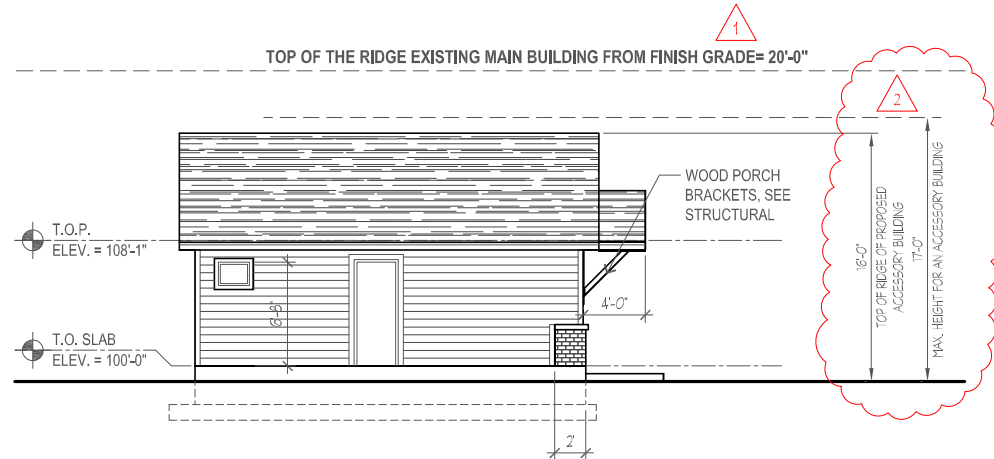 1
TOP OF THE RIDGE EXISTING MAIN BUILDING FROM FINISH GRADE= 20'-0"
2
WOOD PORCH
BRACKETS, SEE
STRUCTURAL
T.O.P.
ELEV. = 108'-1"
6'-8"
4'-0"
16'-0"
TOP OF RIDGE OF PROPOSED
ACCESSORY BUILDING
17'-0"
MAX. HEIGHT FOR AN ACCESSORY BUILDING
T.O. SLAB
ELEV. = 100'-0"
2'